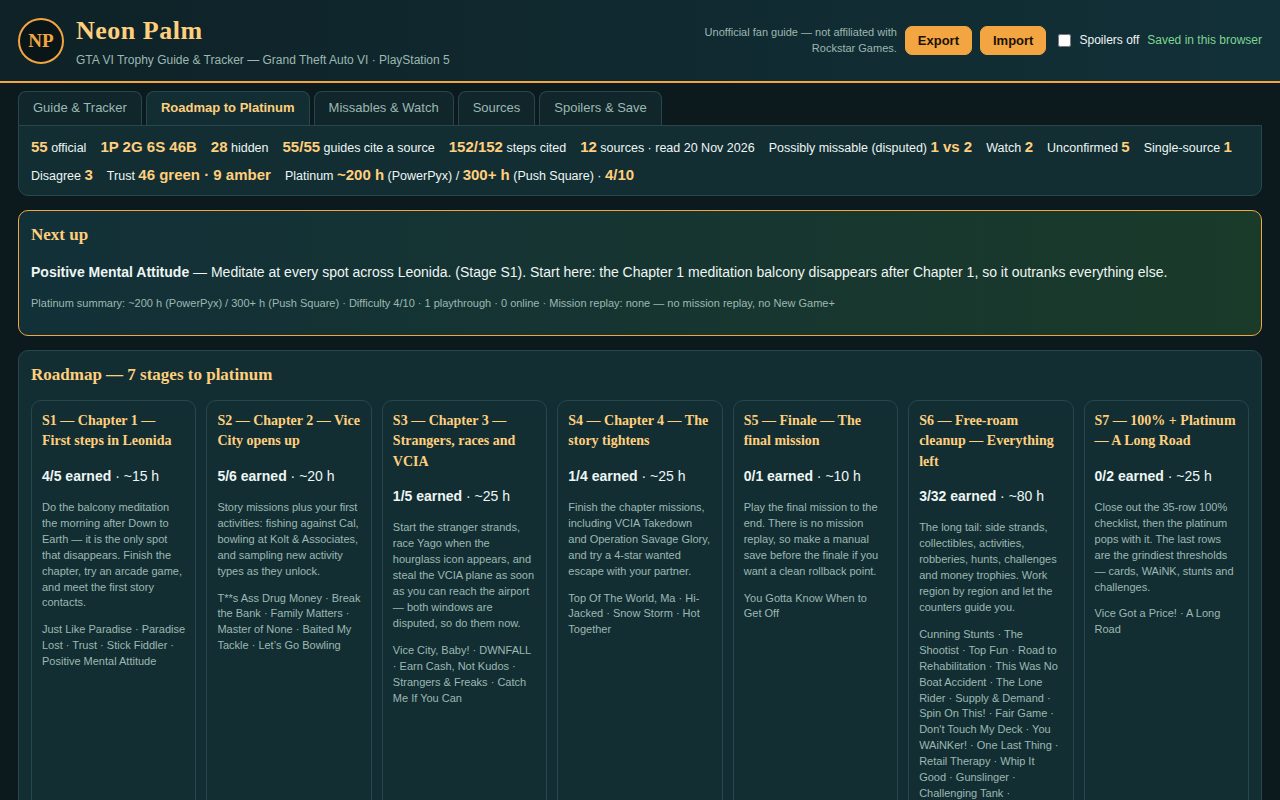 NP
Neon Palm
GTA VI Trophy Guide & Tracker — Grand Theft Auto VI · PlayStation 5
Unofficial fan guide — not affiliated with
Rockstar Games.
Export
Import
Spoilers off
Saved in this browser
Guide & Tracker
Roadmap to Platinum
Missables & Watch
Sources
Spoilers & Save
55 official 1P 2G 6S 46B 28 hidden 55/55 guides cite a source 152/152 steps cited 12 sources · read 20 Nov 2026 Possibly missable (disputed) 1 vs 2 Watch 2 Unconfirmed 5 Single-source 1
Disagree 3 Trust 46 green · 9 amber Platinum ~200 h (PowerPyx) / 300+ h (Push Square) · 4/10
Next up
Positive Mental Attitude — Meditate at every spot across Leonida. (Stage S1). Start here: the Chapter 1 meditation balcony disappears after Chapter 1, so it outranks everything else.
Platinum summary: ~200 h (PowerPyx) / 300+ h (Push Square) · Difficulty 4/10 · 1 playthrough · 0 online · Mission replay: none — no mission replay, no New Game+
Roadmap — 7 stages to platinum
S1 — Chapter 1 —
First steps in Leonida
4/5 earned · ~15 h
Do the balcony meditation
the morning after Down to
Earth — it is the only spot
that disappears. Finish the
chapter, try an arcade game,
and meet the first story
contacts.
Just Like Paradise · Paradise
Lost · Trust · Stick Fiddler ·
Positive Mental Attitude
S2 — Chapter 2 — Vice
City opens up
5/6 earned · ~20 h
Story missions plus your first
activities: fishing against Cal,
bowling at Kolt & Associates,
and sampling new activity
types as they unlock.
T**s Ass Drug Money · Break
the Bank · Family Matters ·
Master of None · Baited My
Tackle · Let's Go Bowling
S3 — Chapter 3 —
Strangers, races and
VCIA
1/5 earned · ~25 h
Start the stranger strands,
race Yago when the
hourglass icon appears, and
steal the VCIA plane as soon
as you can reach the airport
— both windows are
disputed, so do them now.
Vice City, Baby! · DWNFALL
· Earn Cash, Not Kudos ·
Strangers & Freaks · Catch
Me If You Can
S4 — Chapter 4 — The
story tightens
1/4 earned · ~25 h
Finish the chapter missions,
including VCIA Takedown
and Operation Savage Glory,
and try a 4-star wanted
escape with your partner.
Top Of The World, Ma · Hi-
Jacked · Snow Storm · Hot
Together
S5 — Finale — The
final mission
0/1 earned · ~10 h
Play the final mission to the
end. There is no mission
replay, so make a manual
save before the finale if you
want a clean rollback point.
You Gotta Know When to
Get Off
S6 — Free-roam
cleanup — Everything
left
3/32 earned · ~80 h
The long tail: side strands,
collectibles, activities,
robberies, hunts, challenges
and money trophies. Work
region by region and let the
counters guide you.
Cunning Stunts · The
Shootist · Top Fun · Road to
Rehabilitation · This Was No
Boat Accident · The Lone
Rider · Supply & Demand ·
Spin On This! · Fair Game ·
Don't Touch My Deck · You
WAiNKer! · One Last Thing ·
Retail Therapy · Whip It
Good · Gunslinger ·
Challenging Tank ·
S7 — 100% + Platinum
— A Long Road
0/2 earned · ~25 h
Close out the 35-row 100%
checklist, then the platinum
pops with it. The last rows
are the grindiest thresholds
— cards, WAiNK, stunts and
challenges.
Vice Got a Price! · A Long
Road